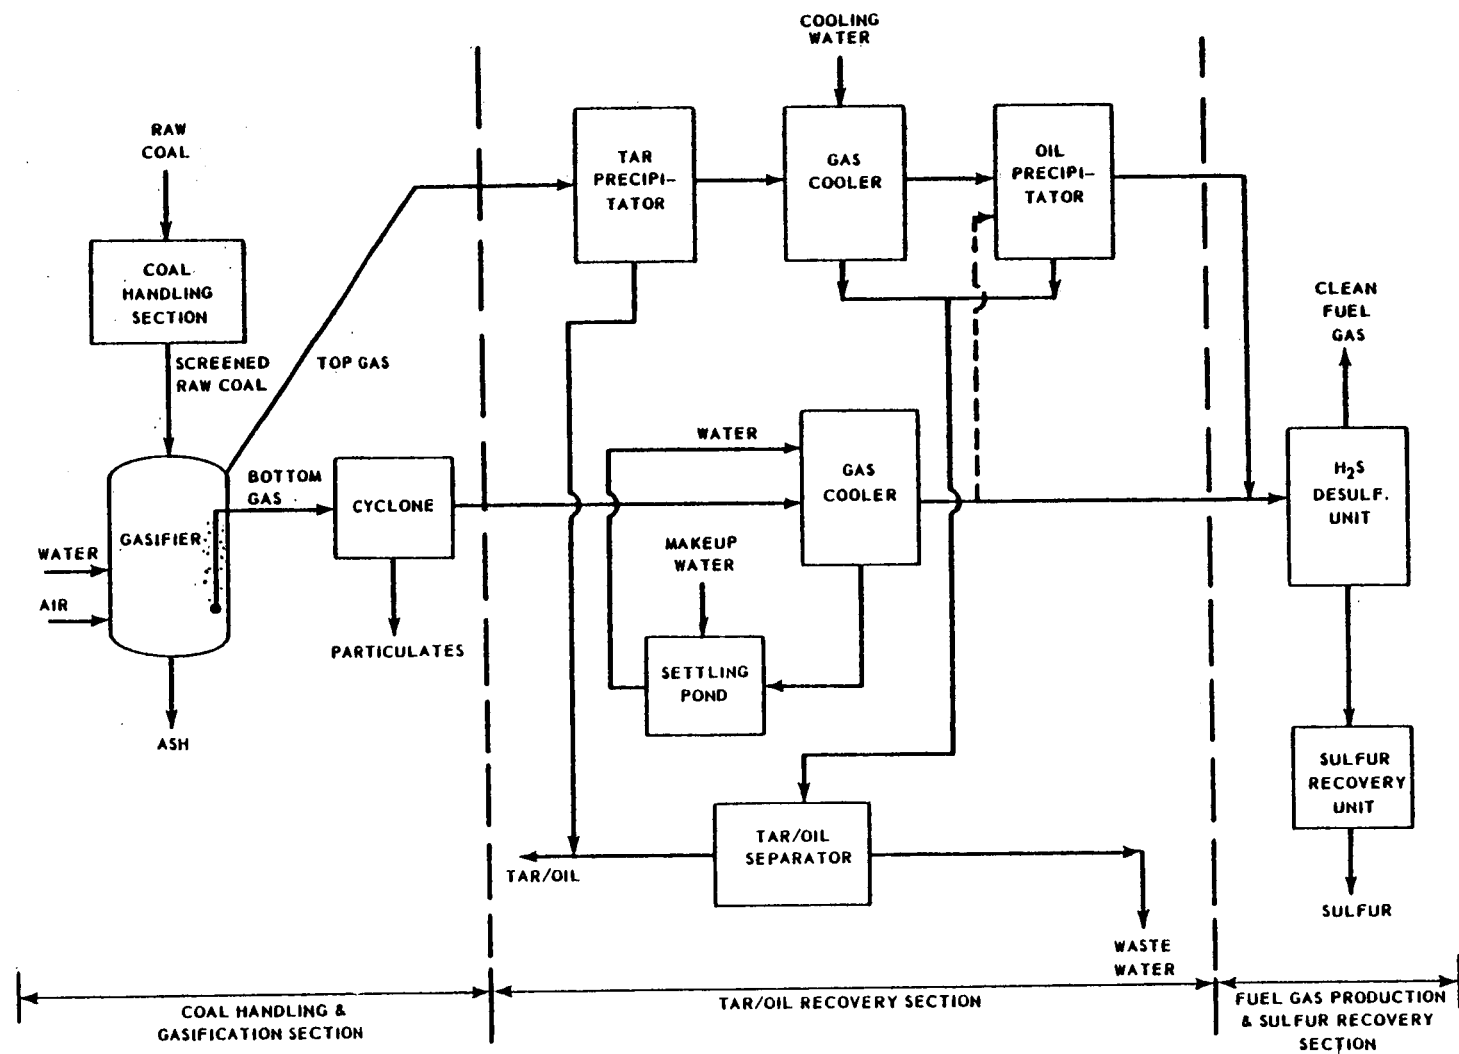 COOLING
WATER
RAW
COAL
COAL
HANDLING
SECTION
SCREENED
RAW COAL
TOP GAS
TAR
PRECIPI-
TATOR
GAS
COOLER
OIL
PRECIPI-
TATOR
CLEAN
FUEL
GAS
BOTTOM
GAS
CYCLONE
PARTICULATES
GASIFIER
WATER
AIR
ASH
WATER
GAS
COOLER
MAKEUP
WATER
SETTLING
POND
H₂S
DESULF.
UNIT
SULFUR
RECOVERY
UNIT
SULFUR
TAR/OIL
SEPARATOR
TAR/OIL
WASTE
WATER
COAL HANDLING &
GASIFICATION SECTION
TAR/OIL RECOVERY SECTION
FUEL GAS PRODUCTION
& SULFUR RECOVERY
SECTION